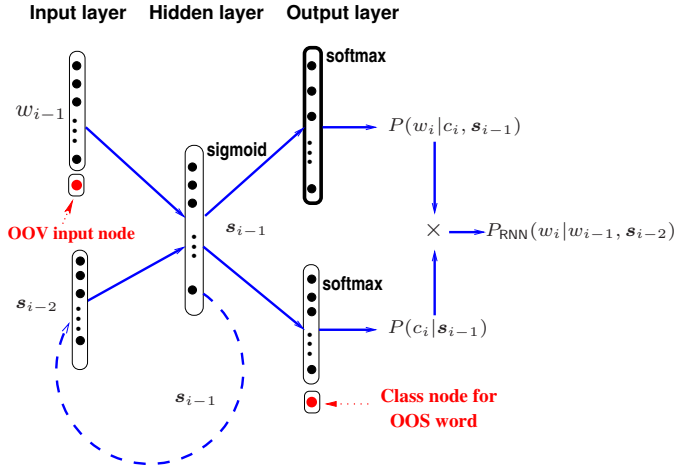 Input layer Hidden layer Output layer
softmax
w_{i−1}
P(w_i|c_i, s_{i−1})
sigmoid
OOV input node
s_{i−1}
× P_{RNN}(w_i|w_{i−1}, s_{i−2})
softmax
s_{i−2}
P(c_i|s_{i−1})
s_{i−1}
Class node for
OOS word